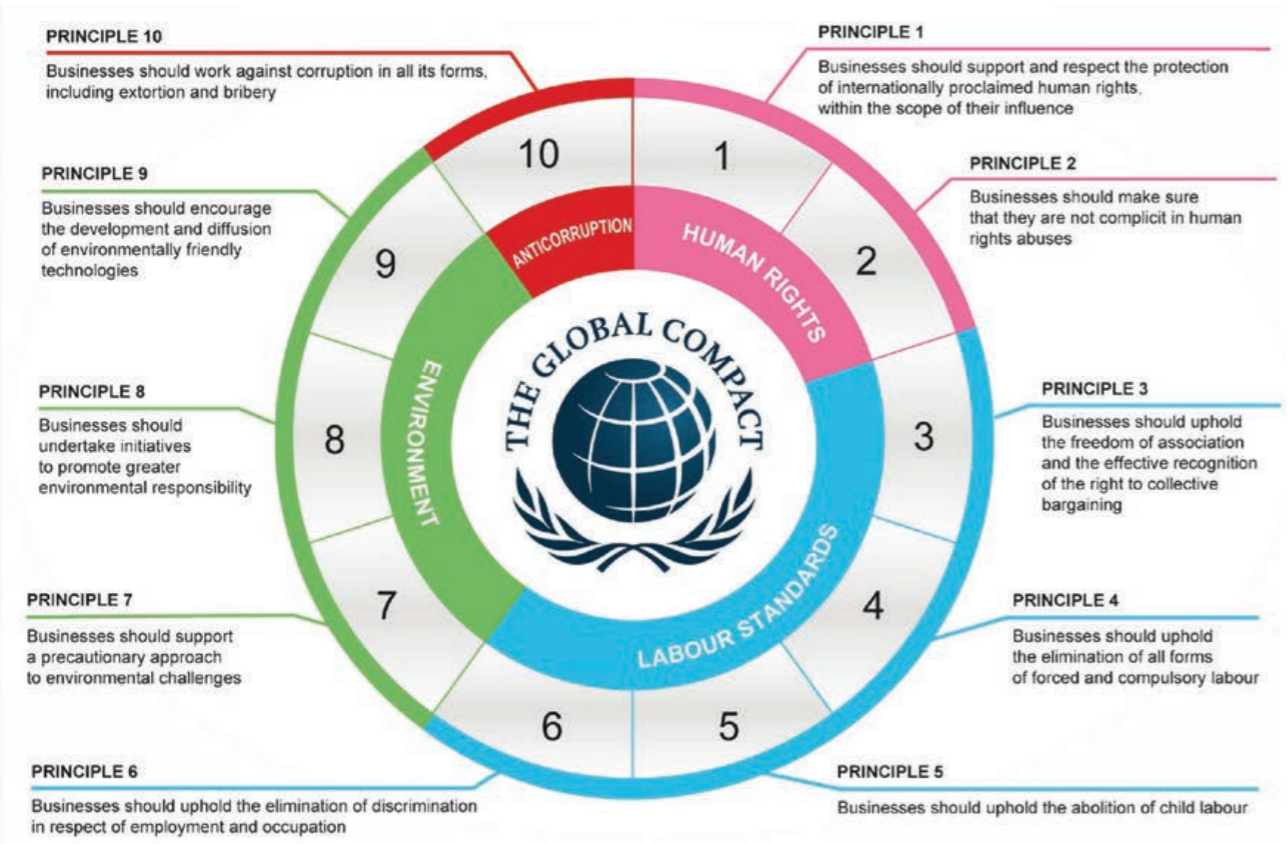 PRINCIPLE 10
Businesses should work against corruption in all its forms,
including extortion and bribery
PRINCIPLE 1
Businesses should support and respect the protection
of internationally proclaimed human rights,
within the scope of their influence
PRINCIPLE 2
Businesses should make sure
that they are not complicit in human
rights abuses
PRINCIPLE 3
Businesses should uphold
the freedom of association
and the effective recognition
of the right to collective
bargaining
PRINCIPLE 4
Businesses should uphold
the elimination of all forms
of forced and compulsory labour
PRINCIPLE 5
Businesses should uphold the abolition of child labour
PRINCIPLE 6
Businesses should uphold the elimination of discrimination
in respect of employment and occupation
PRINCIPLE 7
Businesses should support
a precautionary approach
to environmental challenges
PRINCIPLE 8
Businesses should
undertake initiatives
to promote greater
environmental responsibility
PRINCIPLE 9
Businesses should encourage
the development and diffusion
of environmentally friendly
technologies
10
1
2
3
4
5
6
7
8
9
ANTICORRUPTION
HUMAN RIGHTS
LABOUR STANDARDS
ENVIRONMENT
THE GLOBAL COMPACT